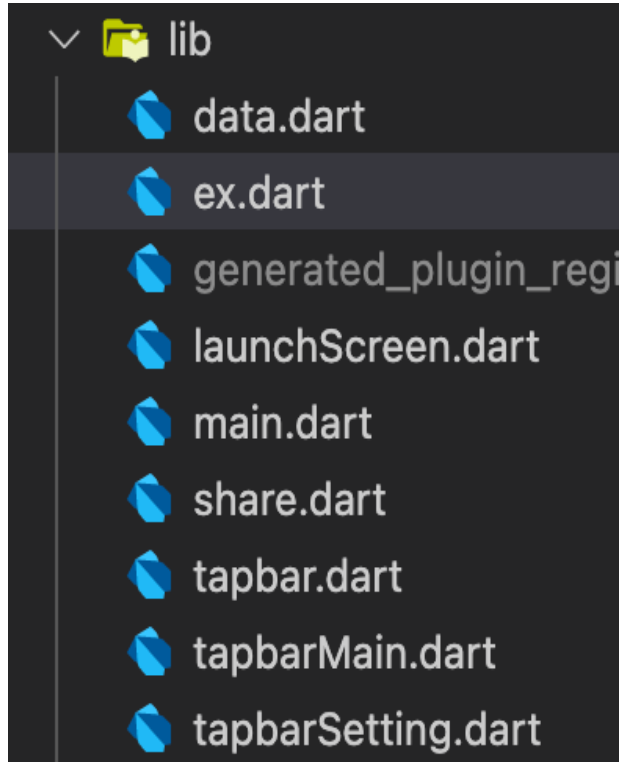 lib
data.dart
ex.dart
generated_plugin_regi
launchScreen.dart
main.dart
share.dart
tapbar.dart
tapbarMain.dart
tapbarSetting.dart